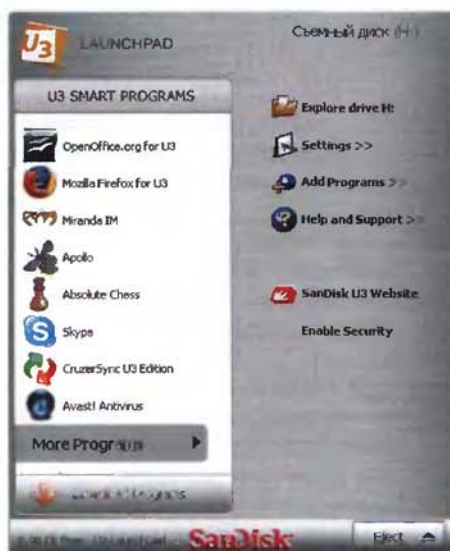 U3
LAUNCHPAD
Съемный диск (H:)
U3 SMART PROGRAMS
OpenOffice.org for U3
Mozilla Firefox for U3
Miranda IM
Apollo
Absolute Chess
Skype
CruzerSync U3 Edition
Avast! Antivirus
More Programs
Download Programs
Explore drive H:
Settings >>
Add Programs >>
Help and Support >>
SanDisk U3 Website
Enable Security
SanDisk
Eject